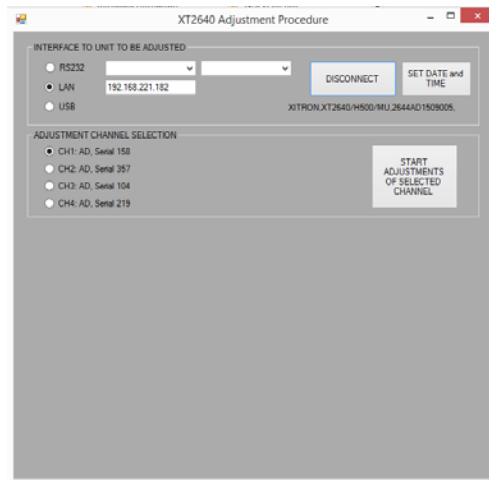 XT2640 Adjustment Procedure
INTERFACE TO UNIT TO BE ADJUSTED
RS232
LAN 192.168.221.182
USB
DISCONNECT
SET DATE and
TIME
XITRON,XT2640/H500/MU,2644AD1509005,
ADJUSTMENT CHANNEL SELECTION
CH1: AD, Serial 158
CH2: AD, Serial 357
CH3: AD, Serial 104
CH4: AD, Serial 219
START
ADJUSTMENTS
OF SELECTED
CHANNEL